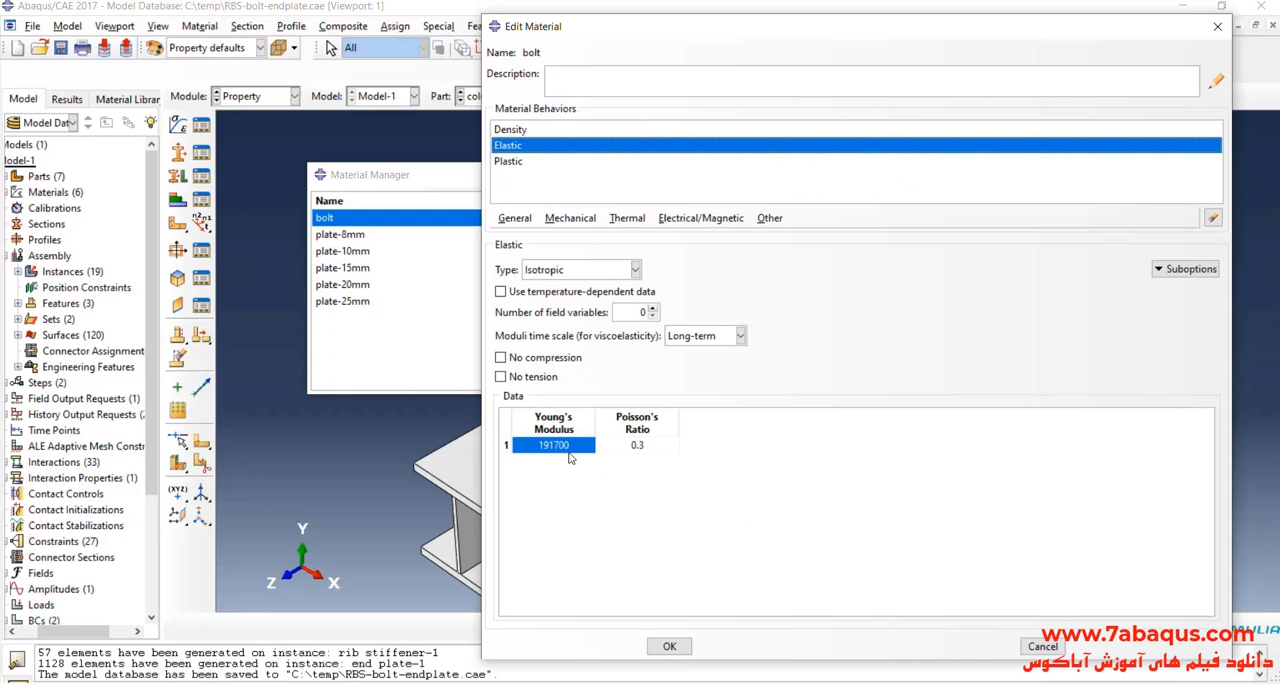 Abaqus/CAE 2017 - Model Database: C:\temp\RBS-bolt-endplate.cae [Viewport: 1]
File Model Viewport View Material Section Profile Composite Assign Special Fea
Property defaults All
Model Results Material Librar
Module: Property Model: Model-1 Part: col
Model Dat
Models (1)
Model-1
Parts (7)
Materials (6)
Calibrations
Sections
Profiles
Assembly
Instances (19)
Position Constraints
Features (3)
Sets (2)
Surfaces (120)
Connector Assignment
Engineering Features
Steps (2)
Field Output Requests (1)
History Output Requests (
Time Points
ALE Adaptive Mesh Constr
Interactions (33)
Interaction Properties (1)
Contact Controls
Contact Initializations
Contact Stabilizations
Constraints (27)
Connector Sections
Fields
Amplitudes (1)
Loads
BCs (2)
Material Manager
Name
bolt
plate-8mm
plate-10mm
plate-15mm
plate-20mm
plate-25mm
Y
Z X
Edit Material
Name: bolt
Description:
Material Behaviors
Density
Elastic
Plastic
General Mechanical Thermal Electrical/Magnetic Other
Elastic
Type: Isotropic
Suboptions
Use temperature-dependent data
Number of field variables: 0
Moduli time scale (for viscoelasticity): Long-term
No compression
No tension
Data
Young's Modulus Poisson's Ratio
1 191700 0.3
OK Cancel
57 elements have been generated on instance: rib stiffener-1
1128 elements have been generated on instance: end plate-1
The model database has been saved to "C:\temp\RBS-bolt-endplate.cae".
www.7abaqus.com
دانلود فیلم های آموزش آباکوس